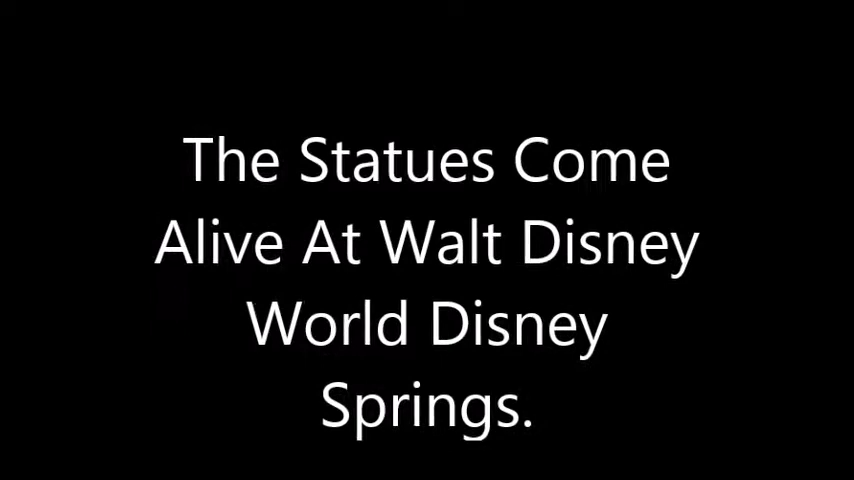 The Statues Come
Alive At Walt Disney
World Disney
Springs.